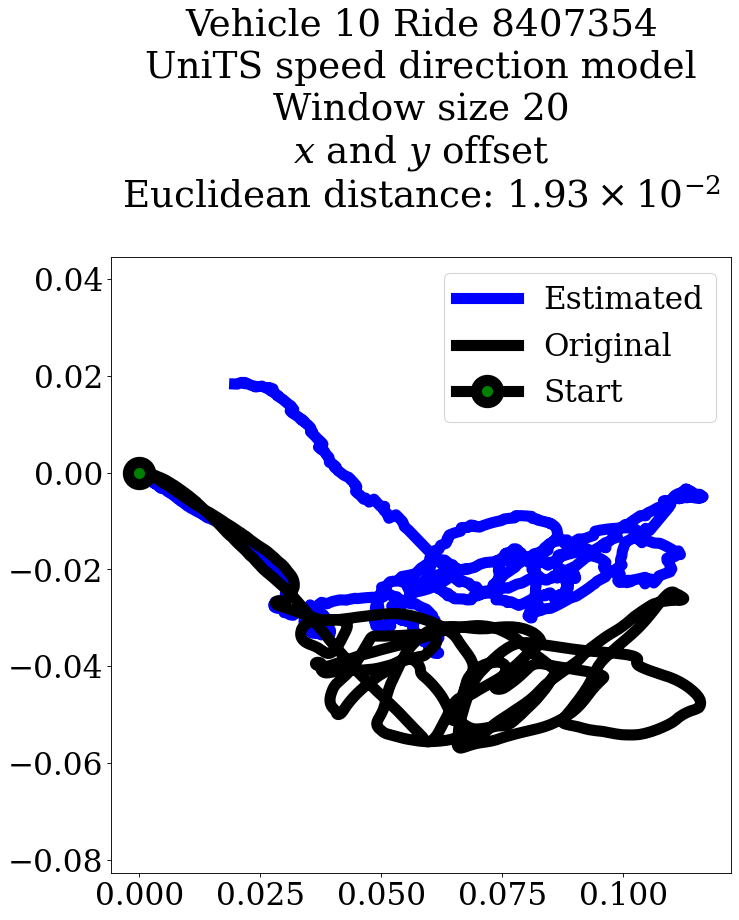 Vehicle 10 Ride 8407354
UniTS speed direction model
Window size 20
x and y offset
Euclidean distance: 1.93 × 10⁻²
0.04
0.02
0.00
−0.02
−0.04
−0.06
−0.08
Estimated
Original
Start
0.000 0.025 0.050 0.075 0.100